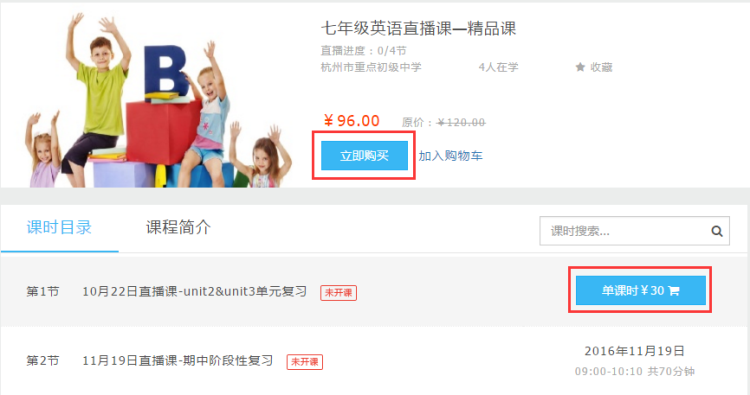 B
七年级英语直播课—精品课
直播进度：0/4节
杭州市重点初级中学 4人在学 收藏
￥96.00 原价：￥120.00
立即购买 加入购物车
课时目录 课程简介 课时搜索...
第1节 10月22日直播课-unit2&unit3单元复习 未开课 单课时￥30
第2节 11月19日直播课-期中阶段性复习 未开课 2016年11月19日
09:00-10:10 共70分钟